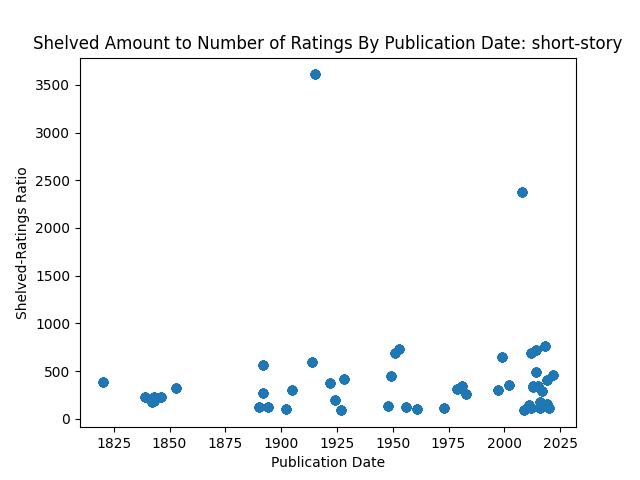 Shelved Amount to Number of Ratings By Publication Date: short-story
Shelved-Ratings Ratio
3500
3000
2500
2000
1500
1000
500
0
1825 1850 1875 1900 1925 1950 1975 2000 2025
Publication Date